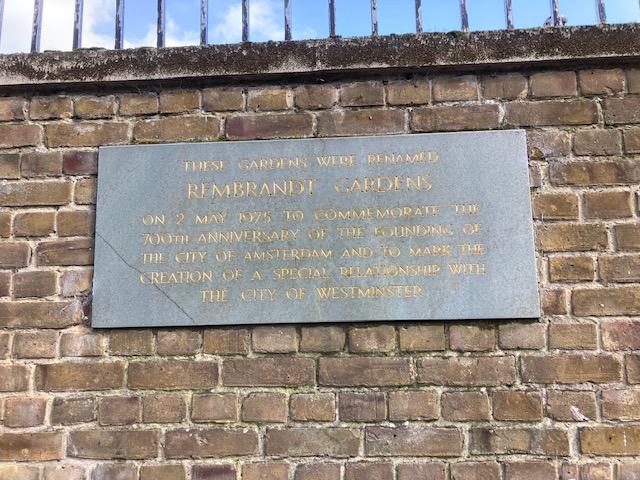 THESE GARDENS WERE RENAMED
REMBRANDT GARDENS
ON 2 MAY 1975 TO COMMEMORATE THE
700TH ANNIVERSARY OF THE FOUNDING OF
THE CITY OF AMSTERDAM AND TO MARK THE
CREATION OF A SPECIAL RELATIONSHIP WITH
THE CITY OF WESTMINSTER